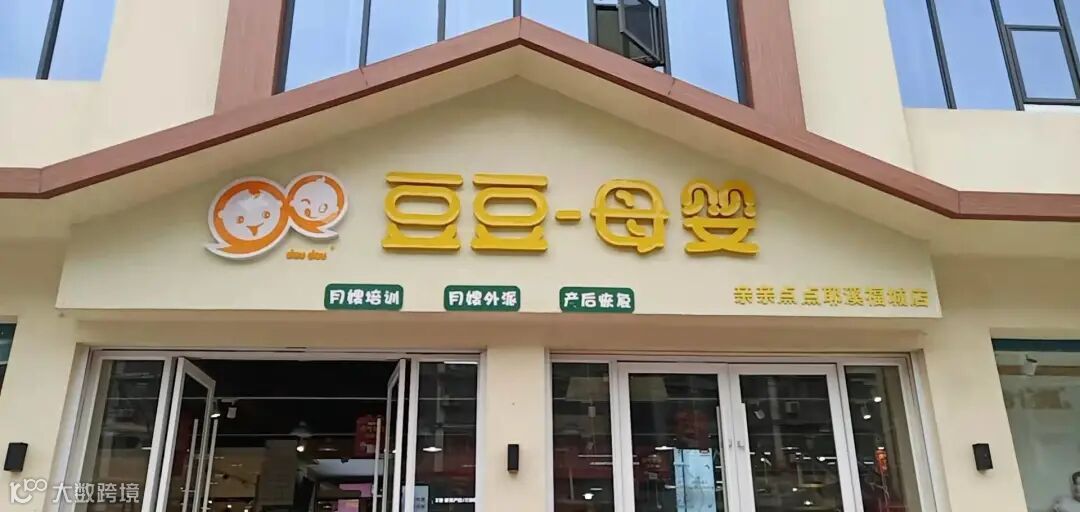 豆豆-母婴
dou dou
月嫂培训
月嫂外派
产后恢复
亲亲点点耶溪福城店
大数跨境